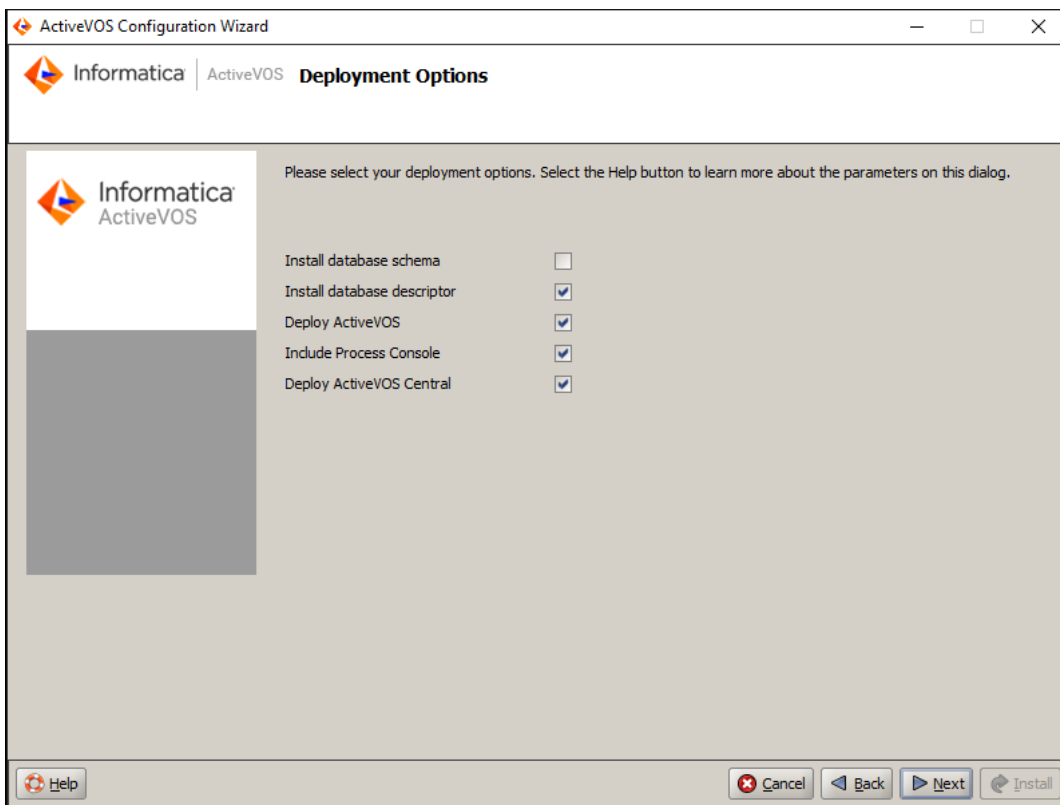 ActiveVOS Configuration Wizard
Informatica ActiveVOS Deployment Options
Informatica
ActiveVOS
Please select your deployment options. Select the Help button to learn more about the parameters on this dialog.
Install database schema
Install database descriptor
Deploy ActiveVOS
Include Process Console
Deploy ActiveVOS Central
Help Cancel Back Next Install